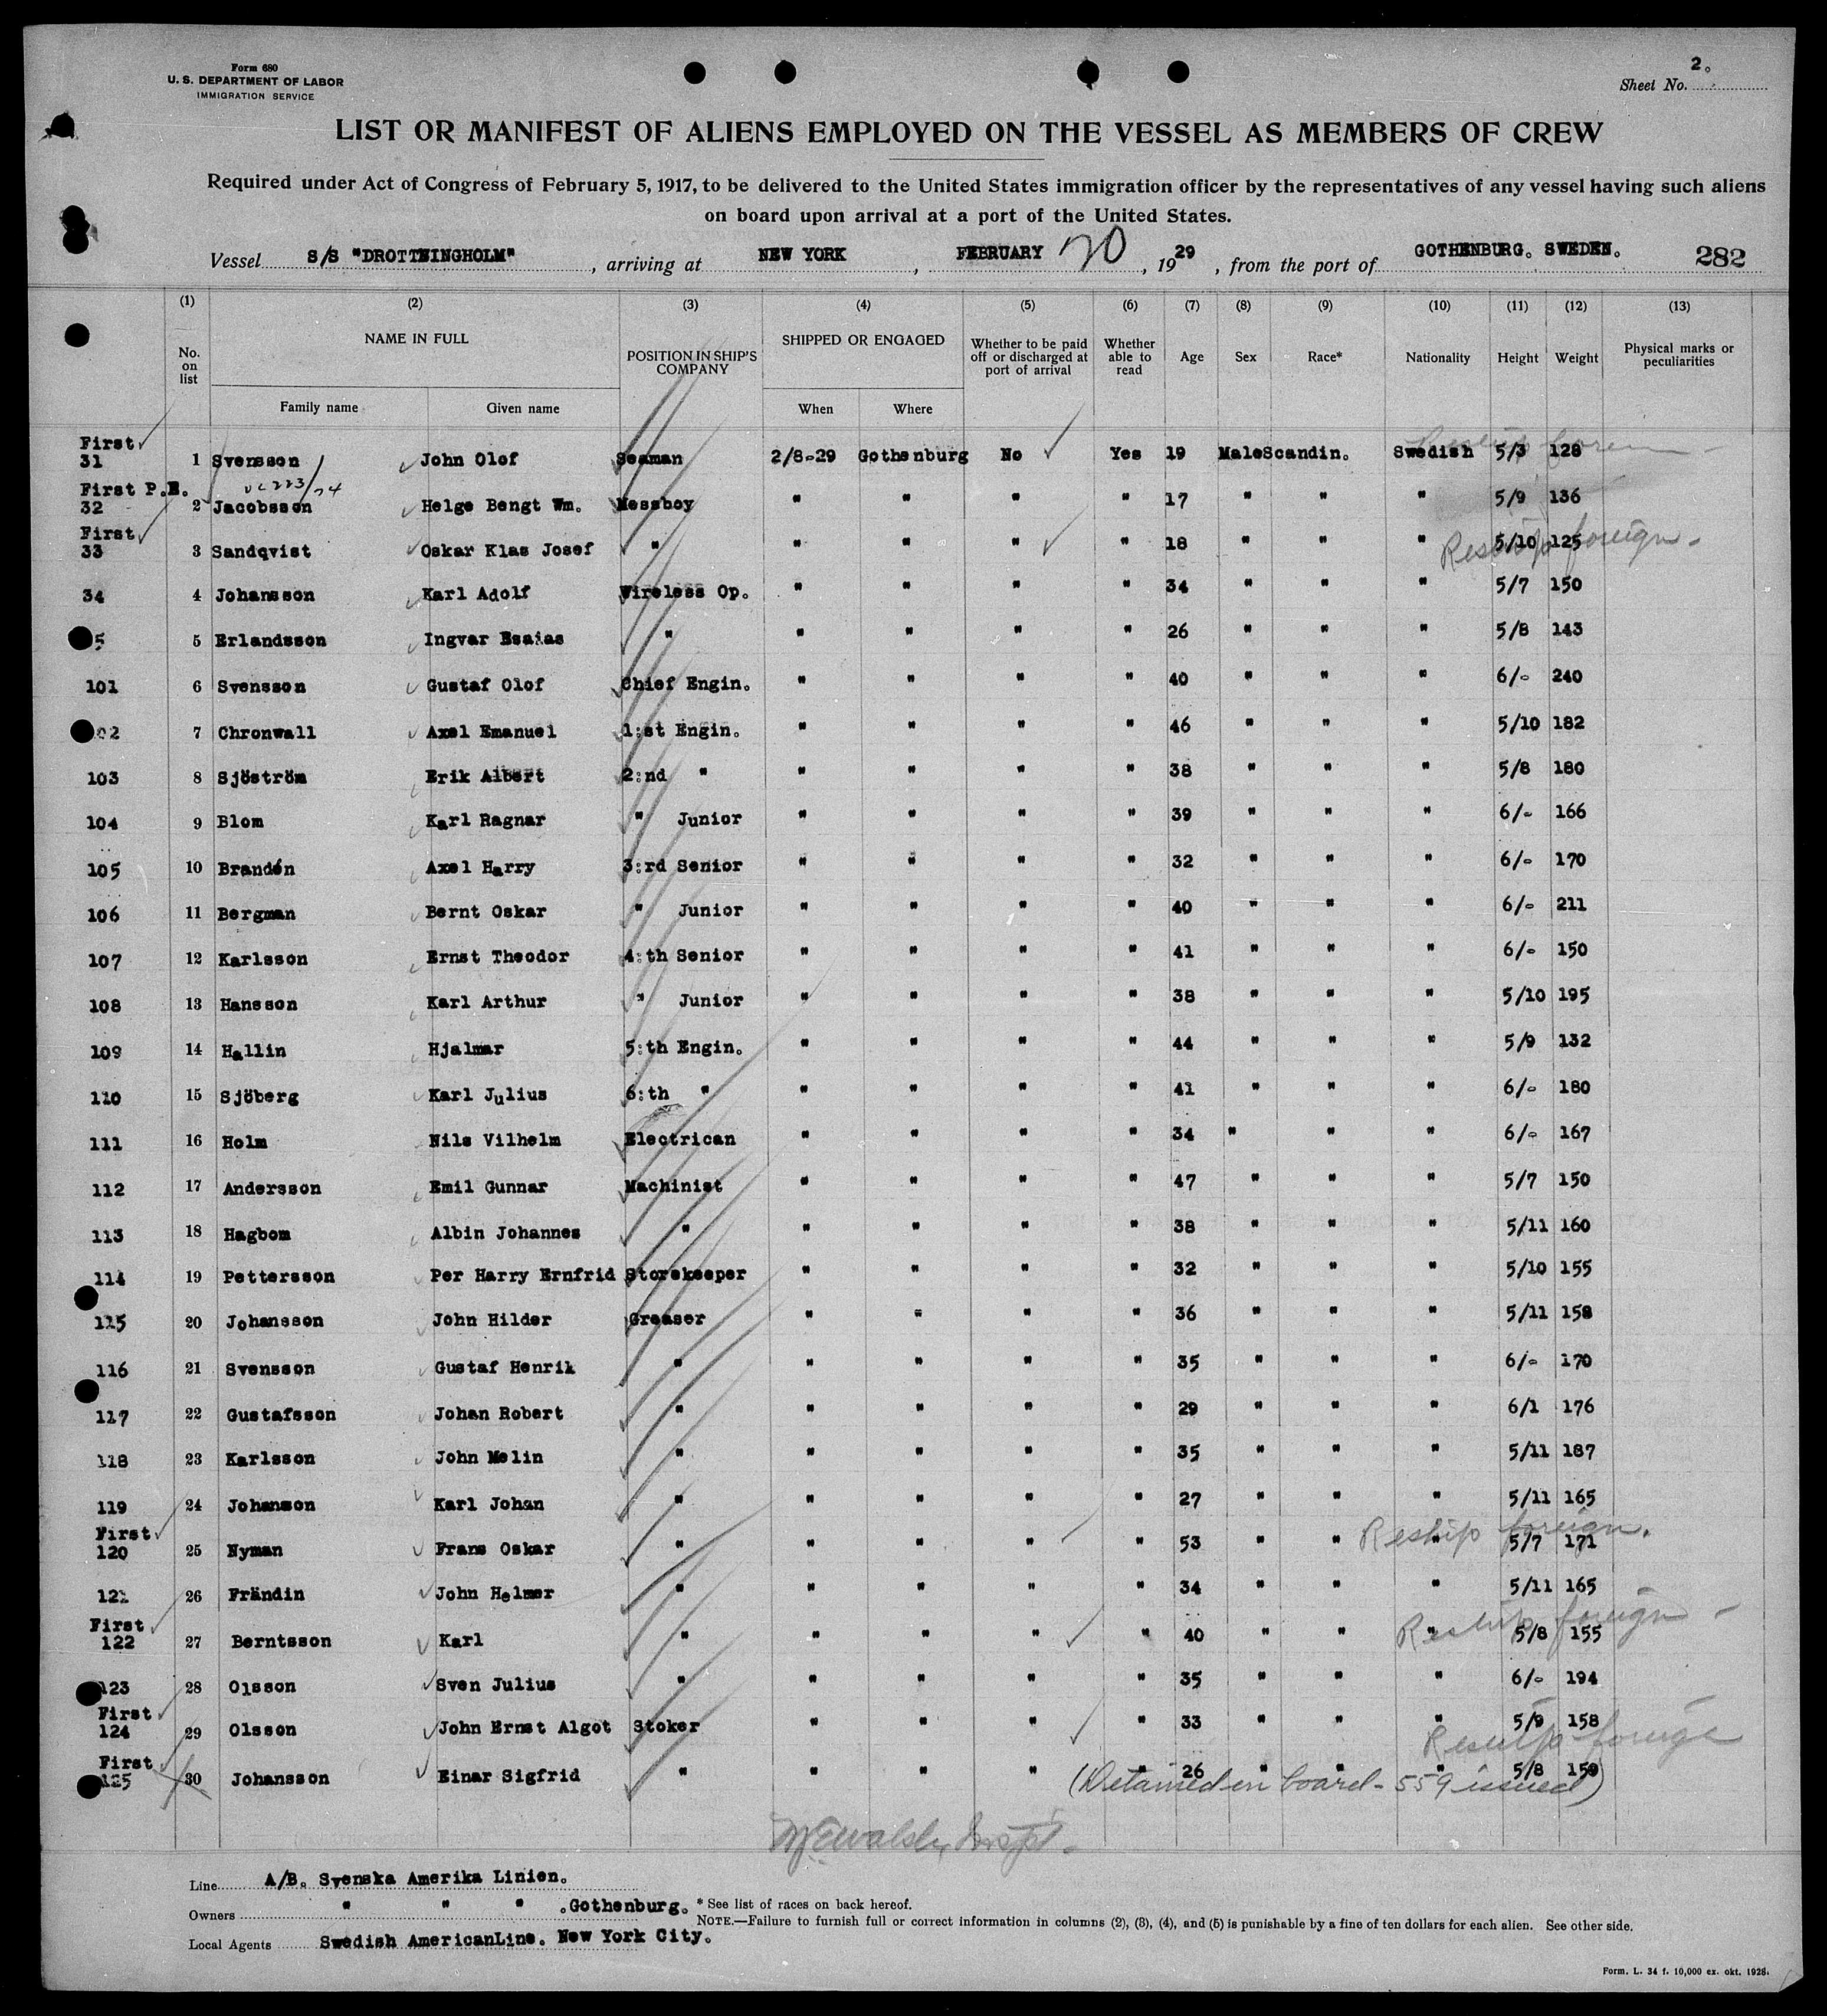 Form 680
U. S. DEPARTMENT OF LABOR
IMMIGRATION SERVICE
Sheet No. 2.
LIST OR MANIFEST OF ALIENS EMPLOYED ON THE VESSEL AS MEMBERS OF CREW
Required under Act of Congress of February 5, 1917, to be delivered to the United States immigration officer by the representatives of any vessel having such aliens
on board upon arrival at a port of the United States.
Vessel S/S "DROTTNINGHOLM" , arriving at NEW YORK , FEBRUARY 20 , 1929 , from the port of GOTHENBURG. SWEDEN. 282
(1) (2) (3) (4) (5) (6) (7) (8) (9) (10) (11) (12) (13)
No. on list NAME IN FULL POSITION IN SHIP'S COMPANY SHIPPED OR ENGAGED Whether to be paid off or discharged at port of arrival Whether able to read Age Sex Race* Nationality Height Weight Physical marks or peculiarities
Family name Given name When Where
First 31 1 Svensson John Olof Seaman 2/8-29 Gothenburg No Yes 19 Male Scandin. Swedish 5/3 128
First P.E. 32 2 Jacobsson Helge Bengt Wm. Messboy " " " " 17 " " " 5/9 136
First 33 3 Sandqvist Oskar Klas Josef " " " " " 18 " " " 5/10 125 Reship foreign-
34 4 Johansson Karl Adolf Wireless Op. " " " " 34 " " " 5/7 150
5 5 Erlandsson Ingvar Esaias " " " " " 26 " " " 5/8 143
101 6 Svensson Gustaf Olof Chief Engin. " " " " 40 " " " 6/- 240
02 7 Chronwall Axel Emanuel 1:st Engin. " " " " 46 " " " 5/10 182
103 8 Sjöström Erik Albert 2:nd " " " " " 38 " " " 5/8 180
104 9 Blom Karl Ragnar " Junior " " " " 39 " " " 6/- 166
105 10 Brandén Axel Harry 3:rd Senior " " " " 32 " " " 6/- 170
106 11 Bergman Bernt Oskar " Junior " " " " 40 " " " 6/- 211
107 12 Karlsson Ernst Theodor 4:th Senior " " " " 41 " " " 6/- 150
108 13 Hansson Karl Arthur " Junior " " " " 38 " " " 5/10 195
109 14 Hallin Hjalmar 5:th Engin. " " " " 44 " " " 5/9 132
110 15 Sjöberg Karl Julius 6:th " " " " " 41 " " " 6/- 180
111 16 Holm Nils Vilhelm Electrican " " " " 34 " " " 6/- 167
112 17 Andersson Emil Gunnar Machinist " " " " 47 " " " 5/7 150
113 18 Hagbom Albin Johannes " " " " " 38 " " " 5/11 160
114 19 Pettersson Per Harry Ernfrid Storekeeper " " " " 32 " " " 5/10 155
115 20 Johansson John Hilder Greaser " " " " 36 " " " 5/11 158
116 21 Svensson Gustaf Henrik " " " " " 35 " " " 6/- 170
117 22 Gustafsson Johan Robert " " " " " 29 " " " 6/1 176
118 23 Karlsson John Melin " " " " " 35 " " " 5/11 187
119 24 Johanson Karl Johan " " " " " 27 " " " 5/11 165
First 120 25 Nyman Frans Oskar " " " " " 53 " " " 5/7 171 Reship foreign.
121 26 Frändin John Helmer " " " " " 34 " " " 5/11 165
First 122 27 Berntsson Karl " " " " " 40 " " " 5/8 155 Reship foreign -
123 28 Olsson Sven Julius " " " " " 35 " " " 6/- 194
First 124 29 Olsson John Ernst Algot Stoker " " " " 33 " " " 5/9 158 Reship foreign
First 125 30 Johansson Einar Sigfrid " " " " " 26 " " " 5/8 159
(Detained on board - 559 issued)
Line A/B. Svenska Amerika Linien.
Owners " " " .Gothenburg. * See list of races on back hereof.
NOTE.—Failure to furnish full or correct information in columns (2), (3), (4), and (5) is punishable by a fine of ten dollars for each alien. See other side.
Local Agents Swedish AmericanLine. New York City.
Form. L. 34 f. 10,000 ex. okt. 1928.